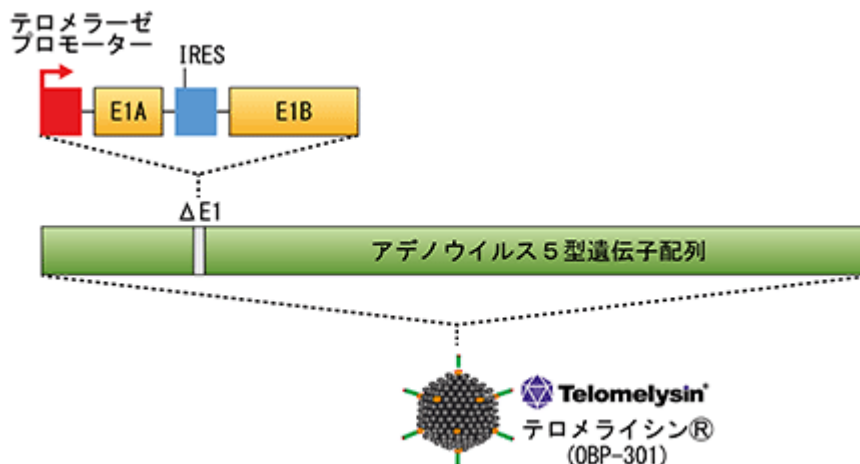 テロメラーゼ
プロモーター
IRES
E1A
E1B
ΔE1
アデノウイルス5型遺伝子配列
Telomelysin®
テロメライシン®
(OBP-301)